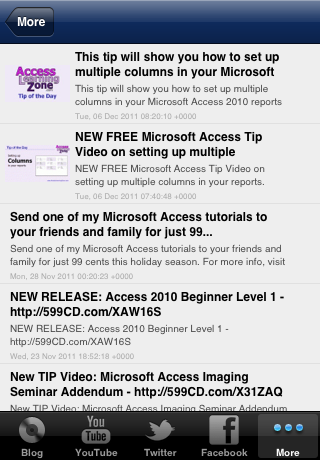 More
Access
Learning
Zone
Tip of the Day
This tip will show you how to set up
multiple columns in your Microsoft
This tip will show you how to set up multiple
columns in your Microsoft Access 2010 reports
Tue, 06 Dec 2011 08:20:10 +0000
Tip of the Day
Columns
NEW FREE Microsoft Access Tip
Video on setting up multiple
NEW FREE Microsoft Access Tip Video on
setting up multiple columns in your reports.
Tue, 06 Dec 2011 07:40:48 +0000
Send one of my Microsoft Access tutorials to
your friends and family for just 99...
Send one of my Microsoft Access tutorials to your friends and
family for just 99 cents this holiday season. For more info, visit
Mon, 28 Nov 2011 00:20:23 +0000
NEW RELEASE: Access 2010 Beginner Level 1 -
http://599CD.com/XAW16S
NEW RELEASE: Access 2010 Beginner Level 1 -
http://599CD.com/XAW16S
Wed, 23 Nov 2011 18:52:18 +0000
New TIP Video: Microsoft Access Imaging
Seminar Addendum - http://599CD.com/X31ZAQ
New TIP Video: Microsoft Access Imaging Seminar Addendum
You
Tube
f
Blog
YouTube
Twitter
Facebook
More